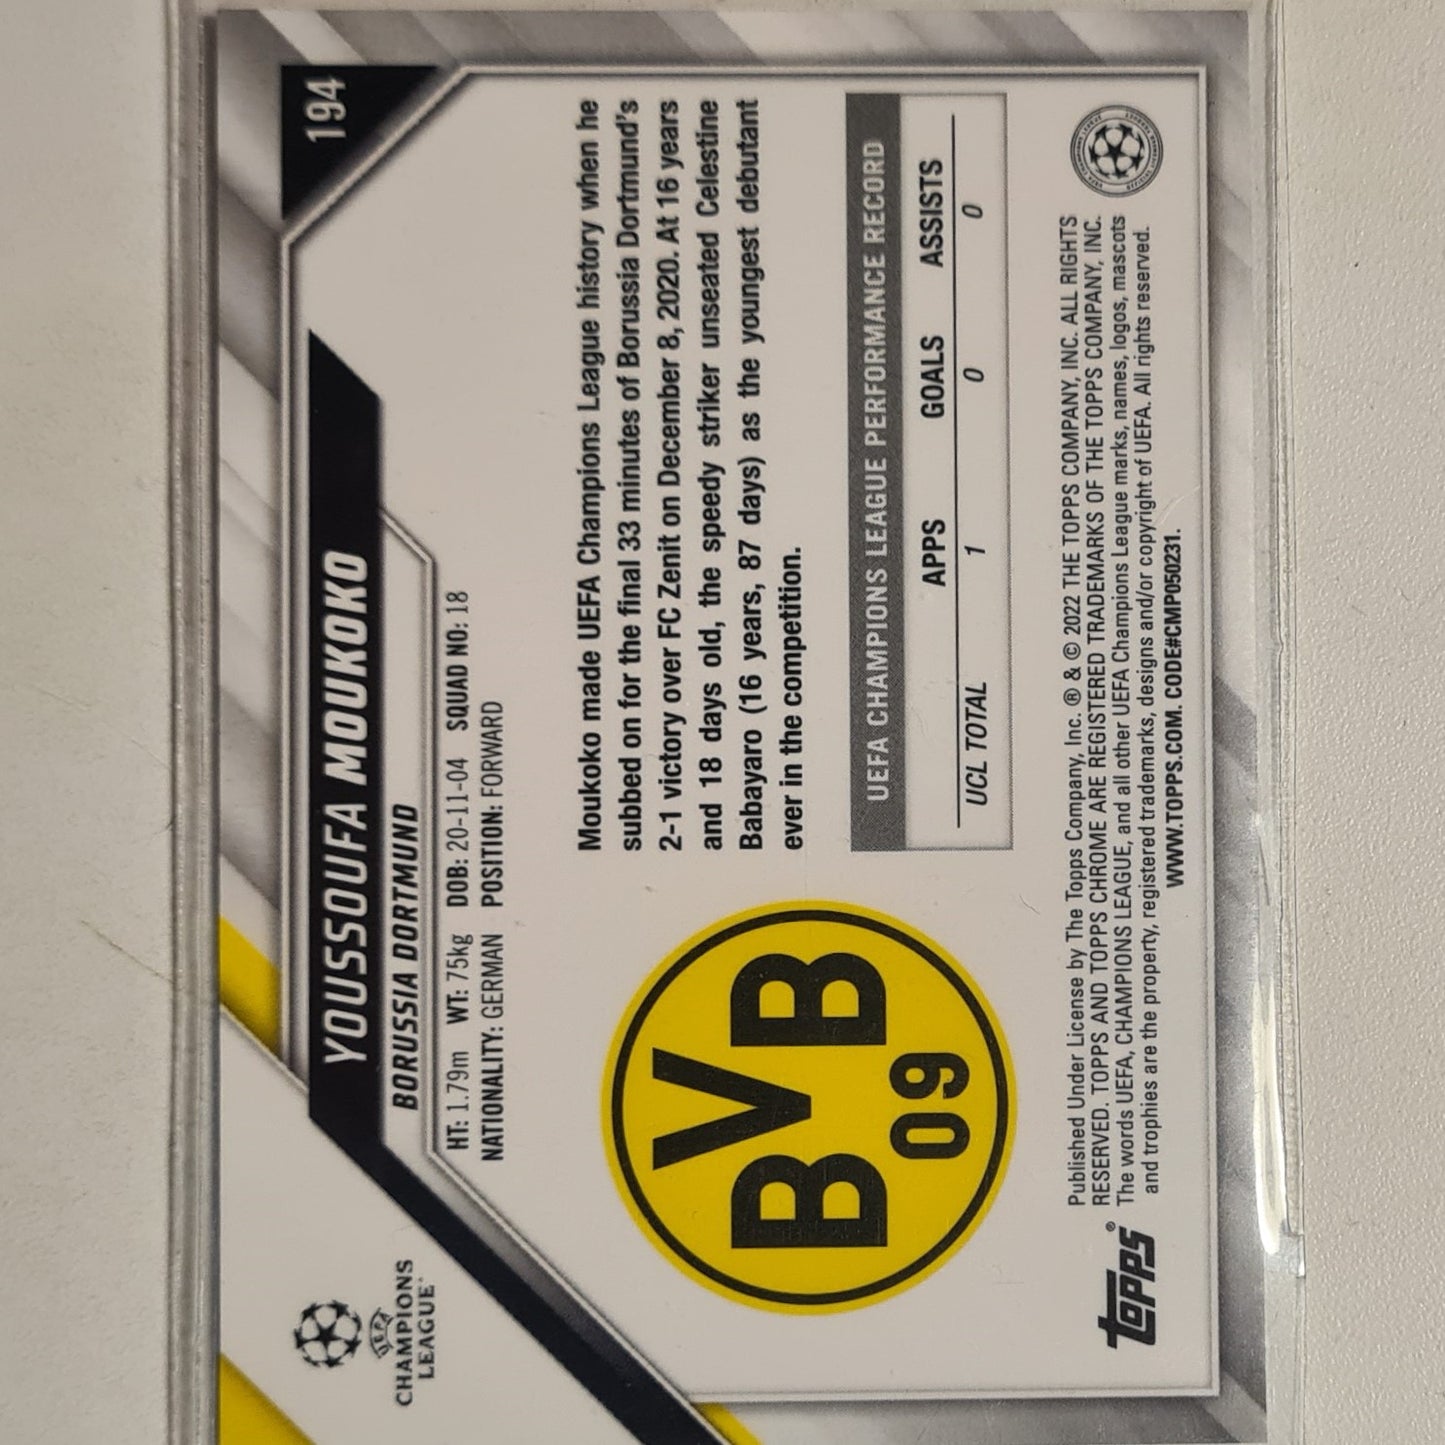 194
YOUSSOUFA MOUKOKO
BORUSSIA DORTMUND
HT: 1.79m WT: 75kg DOB: 20-11-04 SQUAD NO: 18
NATIONALITY: GERMAN POSITION: FORWARD
UEFA
CHAMPIONS
LEAGUE
BVB
09
Moukoko made UEFA Champions League history when he
subbed on for the final 33 minutes of Borussia Dortmund's
2-1 victory over FC Zenit on December 8, 2020. At 16 years
and 18 days old, the speedy striker unseated Celestine
Babayaro (16 years, 87 days) as the youngest debutant
ever in the competition.
UEFA CHAMPIONS LEAGUE PERFORMANCE RECORD
APPS GOALS ASSISTS
UCL TOTAL 1 0 0
topps®
Published Under License by The Topps Company, Inc. ® & © 2022 THE TOPPS COMPANY, INC. ALL RIGHTS
RESERVED. TOPPS AND TOPPS CHROME ARE REGISTERED TRADEMARKS OF THE TOPPS COMPANY, INC.
The words UEFA, CHAMPIONS LEAGUE, and all other UEFA Champions League marks, names, logos, mascots
and trophies are the property, registered trademarks, designs and/or copyright of UEFA. All rights reserved.
WWW.TOPPS.COM. CODE#CMP050231.